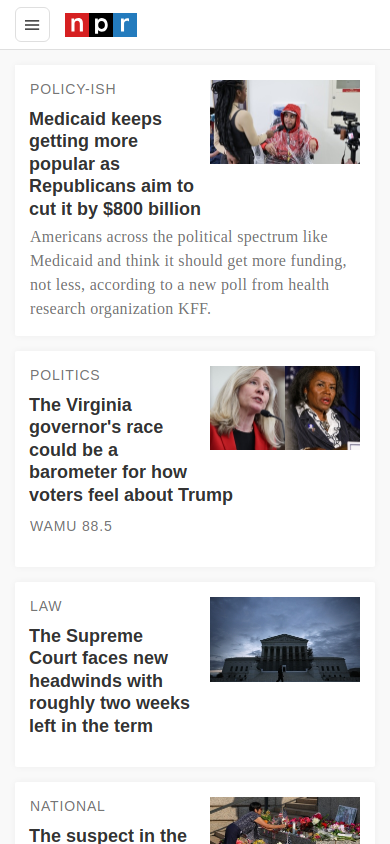 npr
POLICY-ISH
Medicaid keeps
getting more
popular as
Republicans aim to
cut it by $800 billion
Americans across the political spectrum like
Medicaid and think it should get more funding,
not less, according to a new poll from health
research organization KFF.
POLITICS
The Virginia
governor's race
could be a
barometer for how
voters feel about Trump
WAMU 88.5
LAW
The Supreme
Court faces new
headwinds with
roughly two weeks
left in the term
NATIONAL
The suspect in the